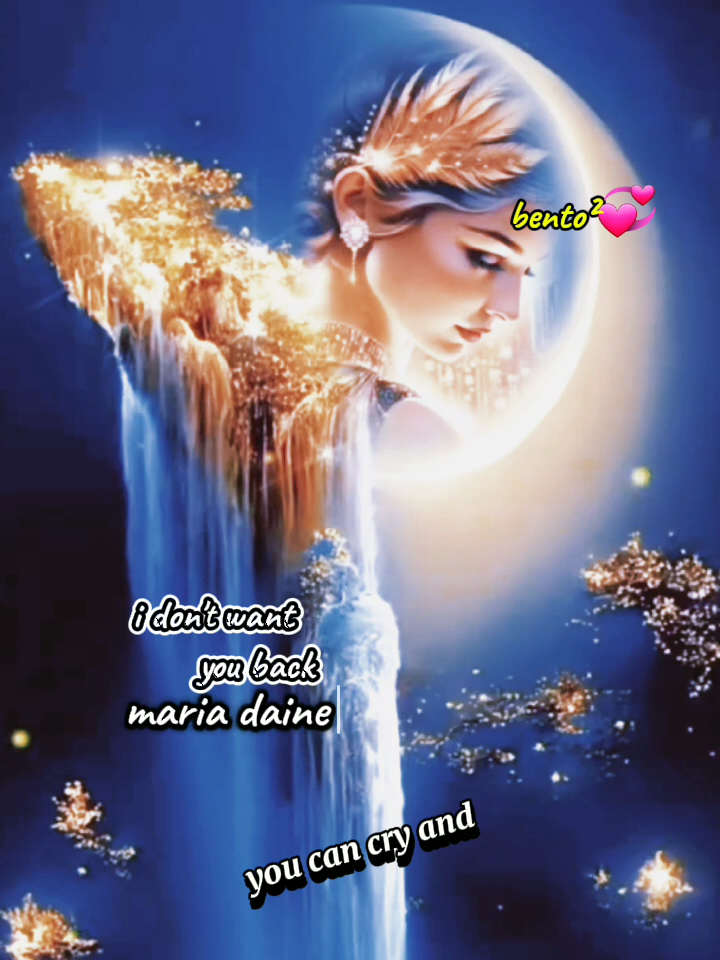 bento²💞
i don't want
you back
maria daine
you can cry and